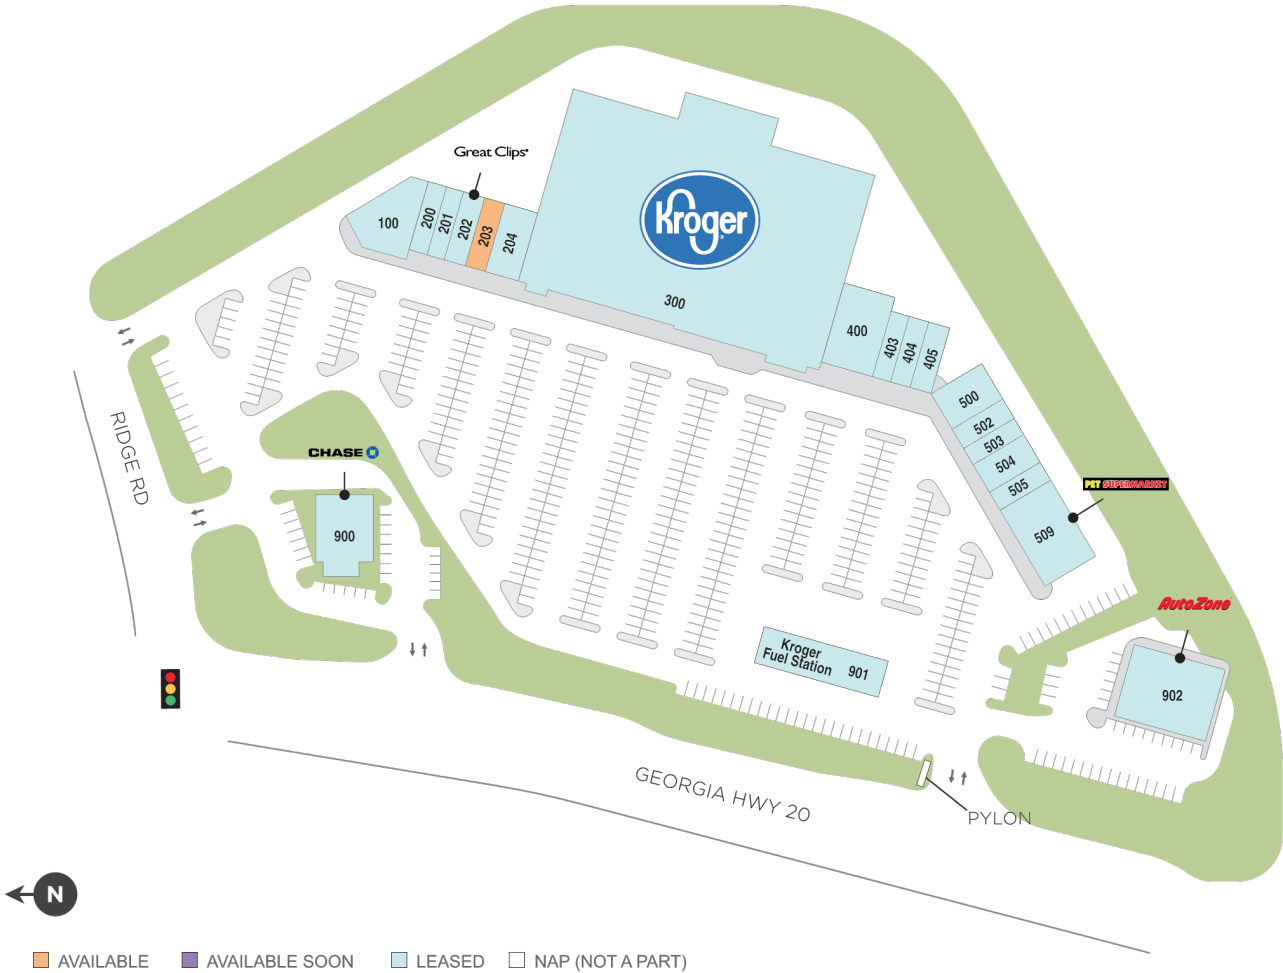 Great Clips
100
200
201
202
203
204
Kroger
300
400
403
404
405
500
502
503
504
505
PET SUPERMARKET
509
RIDGE RD
CHASE
900
AutoZone
Kroger
Fuel Station 901
902
GEORGIA HWY 20
PYLON
N
AVAILABLE
AVAILABLE SOON
LEASED
NAP (NOT A PART)